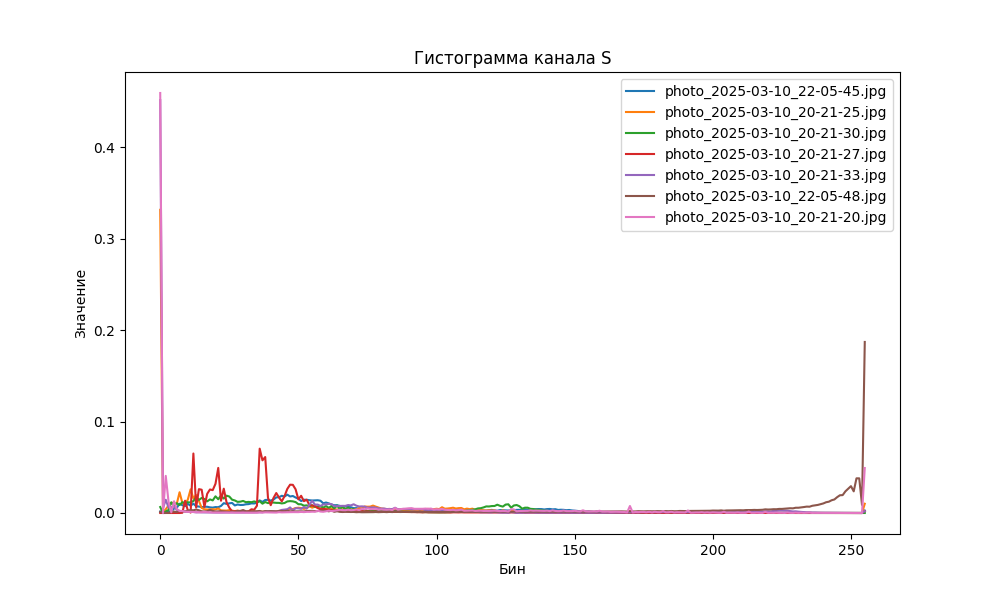 Гистограмма канала S
photo_2025-03-10_22-05-45.jpg
photo_2025-03-10_20-21-25.jpg
photo_2025-03-10_20-21-30.jpg
photo_2025-03-10_20-21-27.jpg
photo_2025-03-10_20-21-33.jpg
photo_2025-03-10_22-05-48.jpg
photo_2025-03-10_20-21-20.jpg
Значение
0.4
0.3
0.2
0.1
0.0
0 50 100 150 200 250
Бин